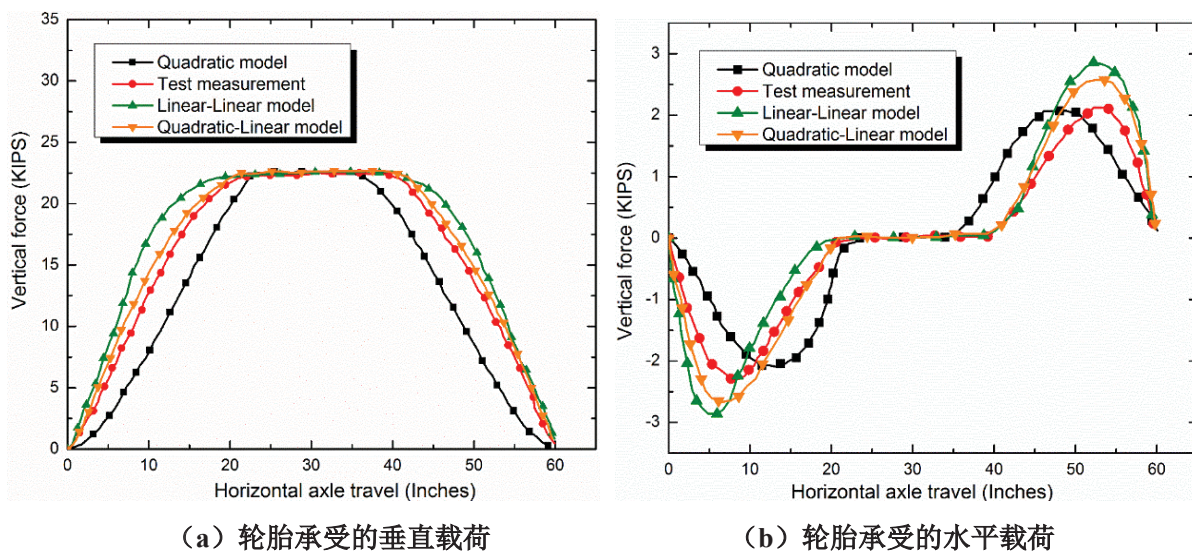 35
30
25
20
15
10
5
0
Vertical force (KIPS)
Quadratic model
Test measurement
Linear-Linear model
Quadratic-Linear model
0 10 20 30 40 50 60
Horizontal axle travel (Inches)
(a)轮胎承受的垂直载荷
3
2
1
0
-1
-2
-3
Vertical force (KIPS)
Quadratic model
Test measurement
Linear-Linear model
Quadratic-Linear model
0 10 20 30 40 50 60
Horizontal axle travel (Inches)
(b)轮胎承受的水平载荷